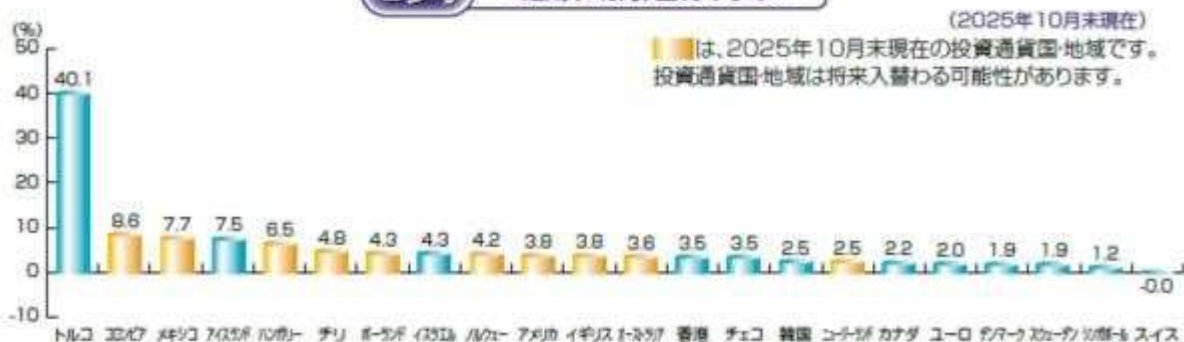 (2025年10月末現在)
(%)
は、2025年10月末現在の投資通貨国・地域です。
投資通貨国・地域は将来入替わる可能性があります。
50
40
30
20
10
0
-10
40.1 8.6 7.7 7.5 6.5 4.8 4.3 4.3 4.2 3.8 3.8 3.6 3.5 3.5 2.5 2.5 2.2 2.0 1.9 1.9 1.2 -0.0
トルコ コロンビア メキシコ アイスランド ハンガリー チリ ポーランド イスラエル ノルウェー アメリカ イギリス オーストラリア 香港 チェコ 韓国 ニュージーランド カナダ ユーロ デンマーク スウェーデン シンガポール スイス